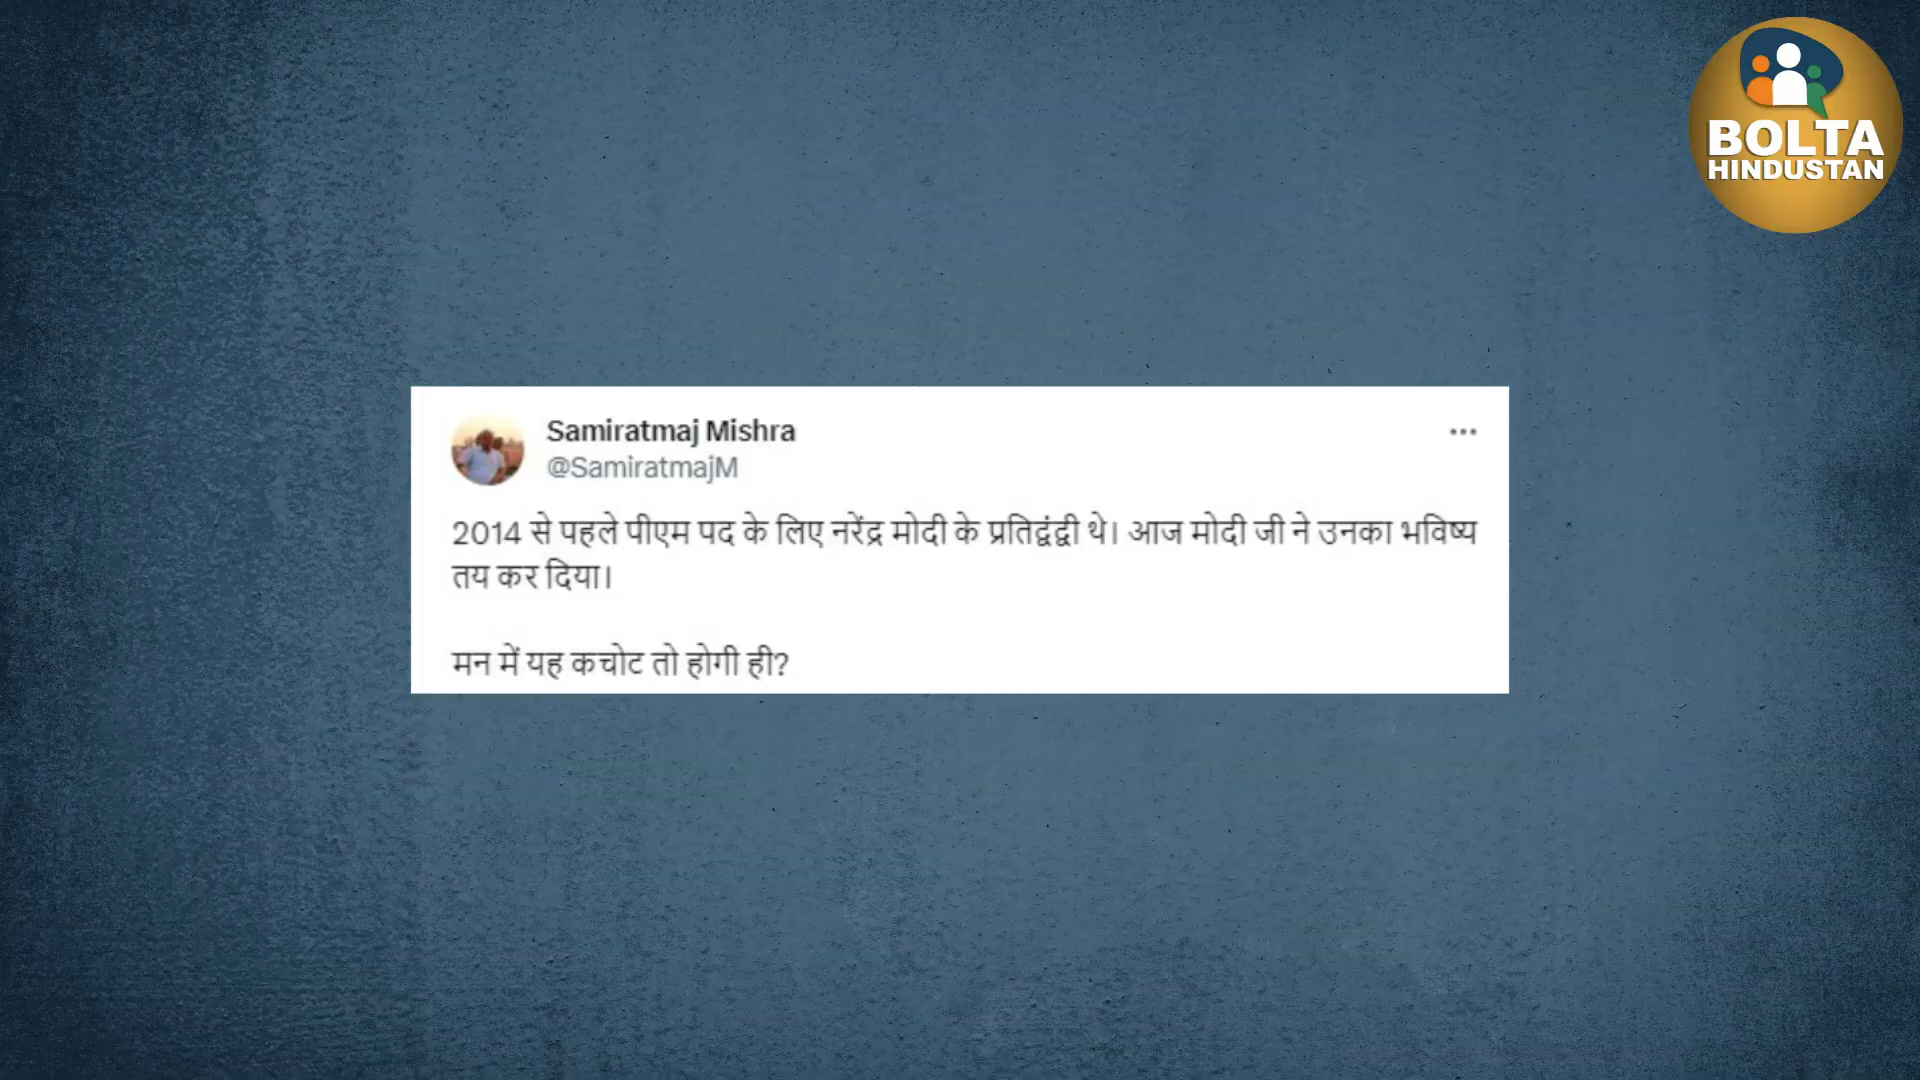 BOLTA
HINDUSTAN
Samiratmaj Mishra
@SamiratmajM
2014 से पहले पीएम पद के लिए नरेंद्र मोदी के प्रतिद्वंद्वी थे। आज मोदी जी ने उनका भविष्य
तय कर दिया।
मन में यह कचोट तो होगी ही?